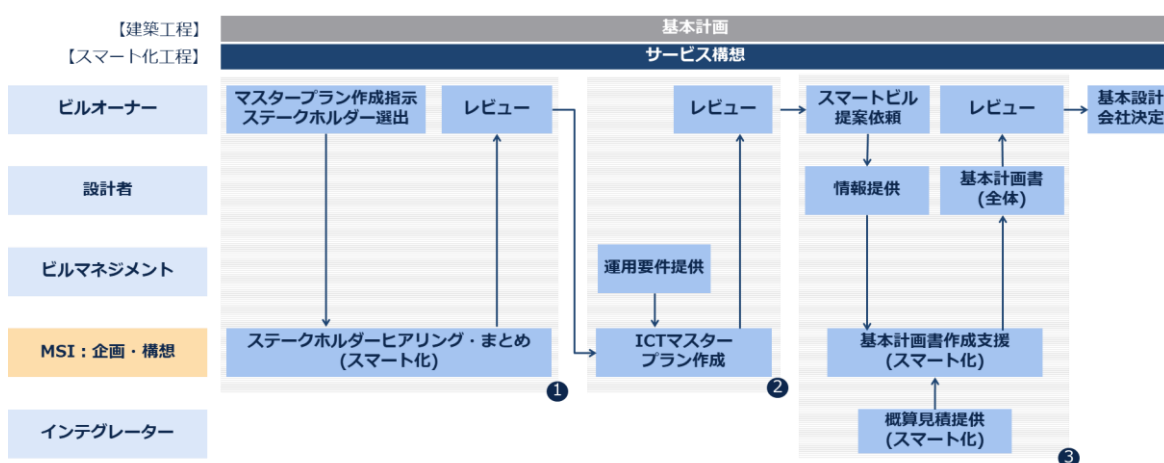 【建築工程】
基本計画
【スマート化工程】
サービス構想
ビルオーナー
マスタープラン作成指示
ステークホルダー選出
レビュー
レビュー
スマートビル
提案依頼
レビュー
基本設計
会社決定
設計者
情報提供
基本計画書
(全体)
ビルマネジメント
運用要件提供
MSI：企画・構想
ステークホルダーヒアリング・まとめ
(スマート化)
ICTマスター
プラン作成
基本計画書作成支援
(スマート化)
1
2
インテグレーター
概算見積提供
(スマート化)
3